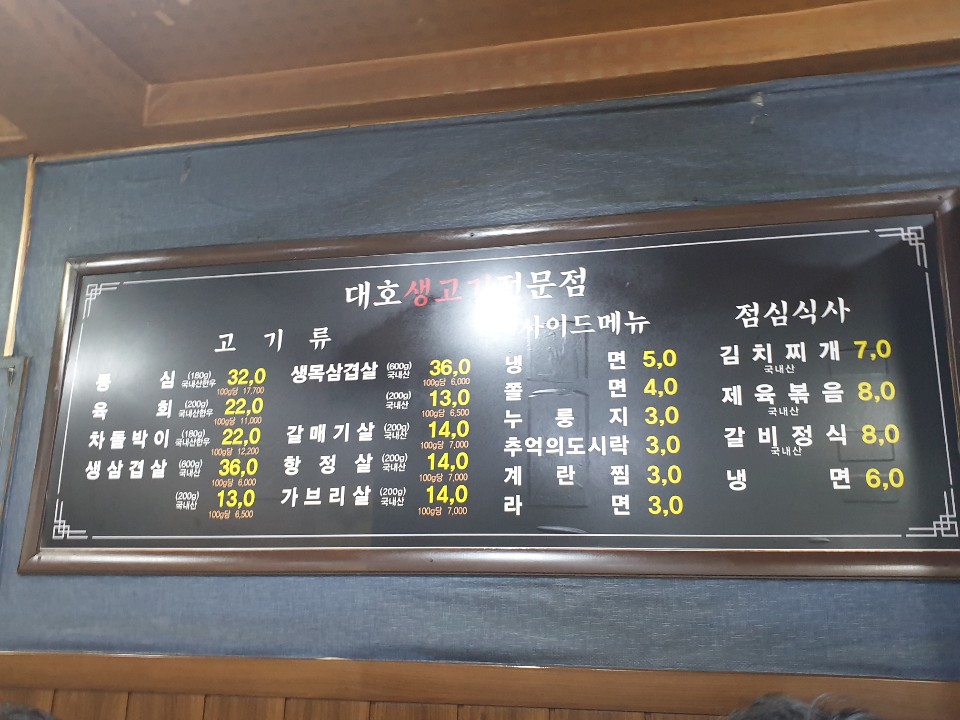 대호생고기전문점
고 기 류
등 심 (180g) 국내산한우 32,0
100g당 17,700
육 회 (200g) 국내산한우 22,0
100g당 11,000
차돌박이 (180g) 국내산한우 22,0
100g당 12,200
생삼겹살 (600g) 국내산 36,0
100g당 6,000
(200g) 국내산 13,0
100g당 6,500
생목삼겹살 (600g) 국내산 36,0
100g당 6,000
(200g) 국내산 13,0
100g당 6,500
갈매기살 (200g) 국내산 14,0
100g당 7,000
항 정 살 (200g) 국내산 14,0
100g당 7,000
가브리살 (200g) 국내산 14,0
100g당 7,000
사이드메뉴
냉 면 5,0
쫄 면 4,0
누 룽 지 3,0
추억의도시락 3,0
계 란 찜 3,0
라 면 3,0
점심식사
김치찌개 7,0
국내산
제육볶음 8,0
국내산
갈비정식 8,0
국내산
냉 면 6,0